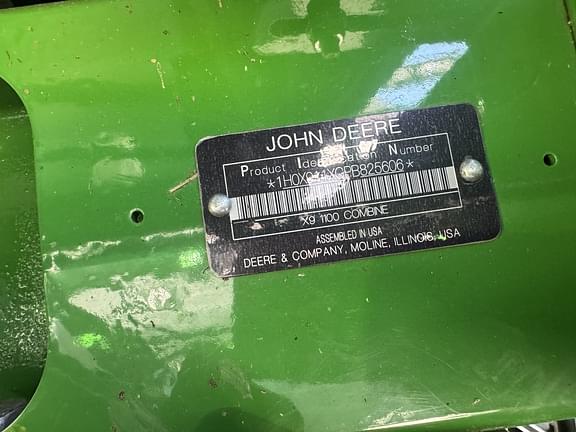 JOHN DEERE
Product Identification Number
X9 1100 COMBINE
ASSEMBLED IN USA
DEERE & COMPANY, MOLINE, ILLINOIS, USA